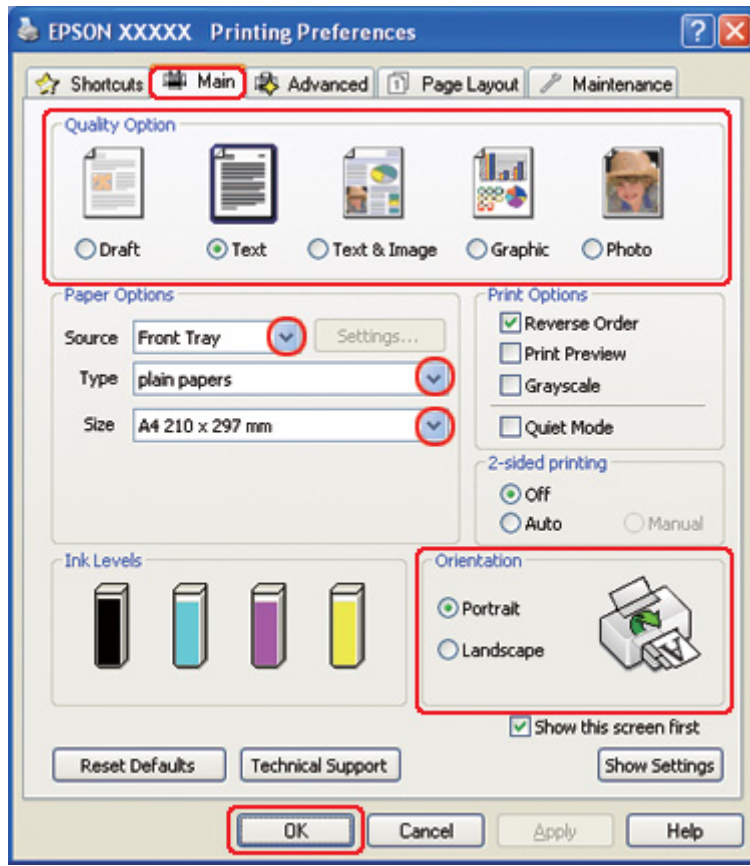 EPSON XXXXX Printing Preferences
Shortcuts Main Advanced Page Layout Maintenance
Quality Option
Draft Text Text & Image Graphic Photo
Paper Options
Source Front Tray Settings...
Type plain papers
Size A4 210 x 297 mm
Print Options
Reverse Order
Print Preview
Grayscale
Quiet Mode
2-sided printing
Off
Auto Manual
Ink Levels
Orientation
Portrait
Landscape
Show this screen first
Reset Defaults Technical Support Show Settings
OK Cancel Apply Help